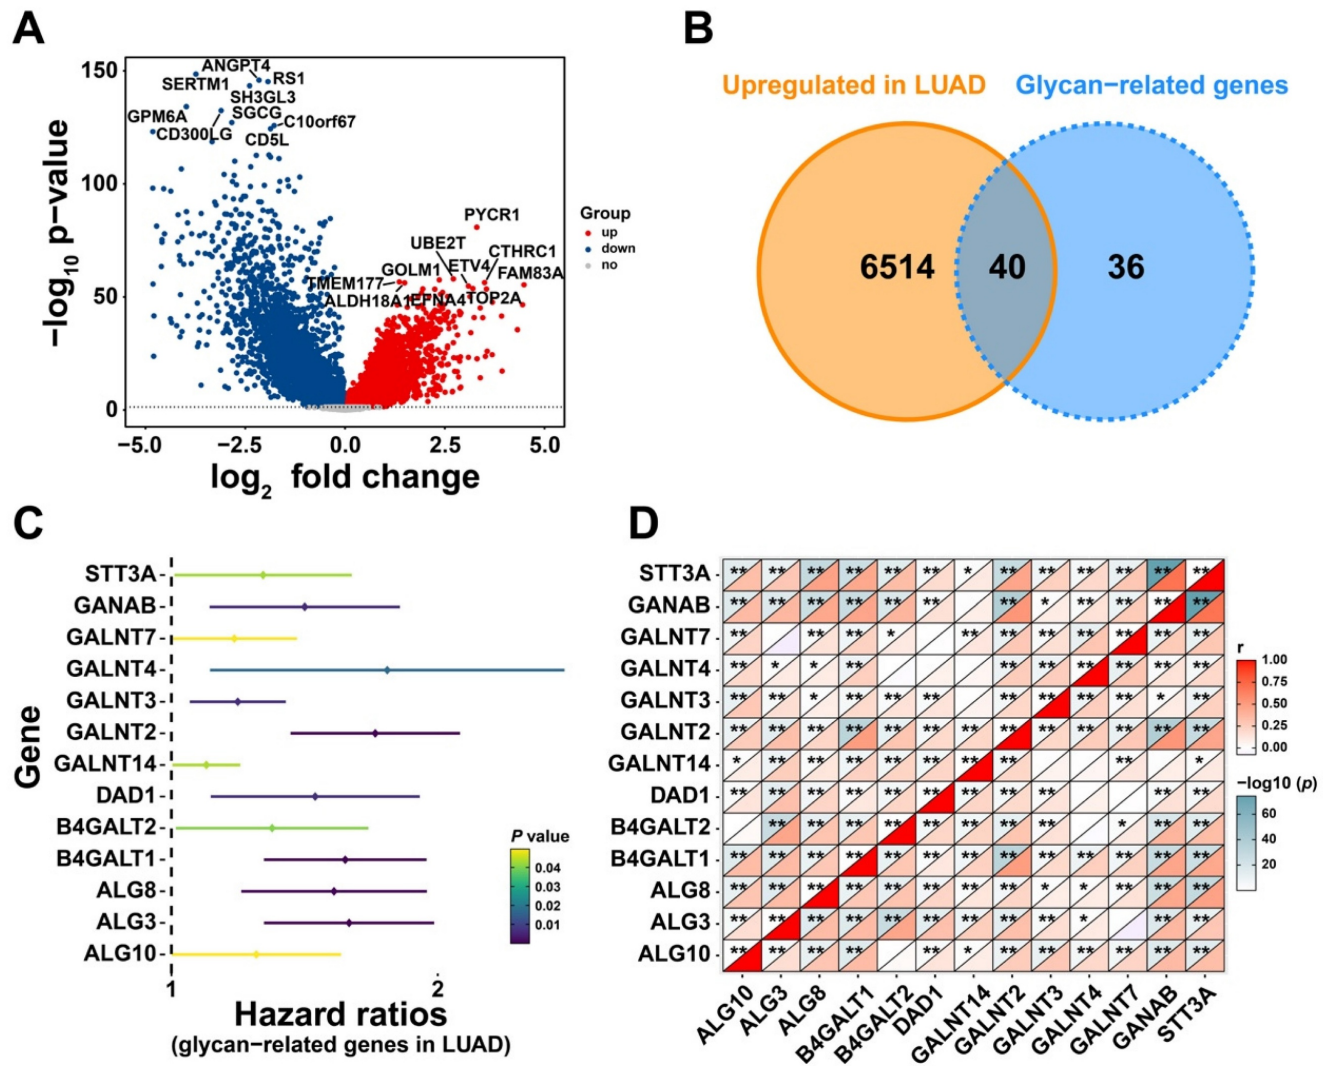 A
−log10 p−value
150
100
50
0
ANGPT4
SERTM1
RS1
SH3GL3
GPM6A
SGCG
C10orf67
CD300LG
CD5L
PYCR1
UBE2T
CTHRC1
GOLM1
ETV4
FAM83A
TMEM177
ALDH18A1
EFNA4
TOP2A
−5.0
−2.5
0.0
2.5
5.0
log2 fold change
Group
up
down
no
B
Upregulated in LUAD
Glycan−related genes
6514
40
36
C
Gene
STT3A
GANAB
GALNT7
GALNT4
GALNT3
GALNT2
GALNT14
DAD1
B4GALT2
B4GALT1
ALG8
ALG3
ALG10
1
2
Hazard ratios
(glycan−related genes in LUAD)
P value
0.04
0.03
0.02
0.01
D
STT3A ** ** ** ** ** ** * ** ** ** ** ** **
GANAB ** ** ** ** ** ** ** * ** ** ** **
GALNT7 ** ** ** * ** ** ** ** ** ** **
GALNT4 ** * * ** ** ** ** ** ** **
GALNT3 ** ** * ** ** ** ** ** ** ** * **
GALNT2 ** ** ** ** ** ** ** ** ** ** ** ** **
GALNT14 * ** ** ** ** ** ** ** ** *
DAD1 ** ** ** ** ** ** ** ** ** ** **
B4GALT2 ** ** ** ** ** ** ** ** * ** **
B4GALT1 ** ** ** ** ** ** ** ** ** ** ** ** **
ALG8 ** ** ** ** ** ** ** ** * * ** ** **
ALG3 ** ** ** ** ** ** ** ** ** * ** **
ALG10 ** ** ** ** ** * ** ** ** ** ** **
ALG10
ALG3
ALG8
B4GALT1
B4GALT2
DAD1
GALNT14
GALNT2
GALNT3
GALNT4
GALNT7
GANAB
STT3A
r
1.00
0.75
0.50
0.25
0.00
−log10 (p)
60
40
20